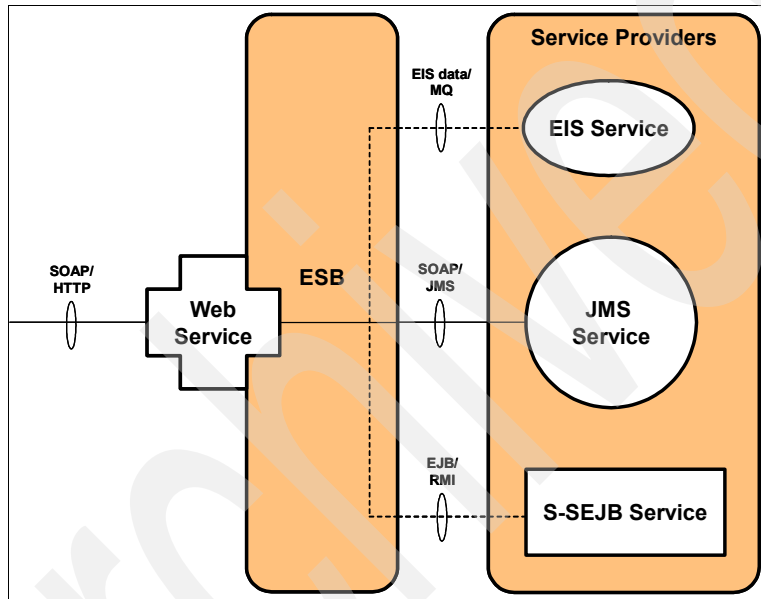 Service Providers
EIS data/
MQ
EIS Service
SOAP/
HTTP
Web
Service
ESB
SOAP/
JMS
JMS
Service
EJB/
RMI
S-SEJB Service